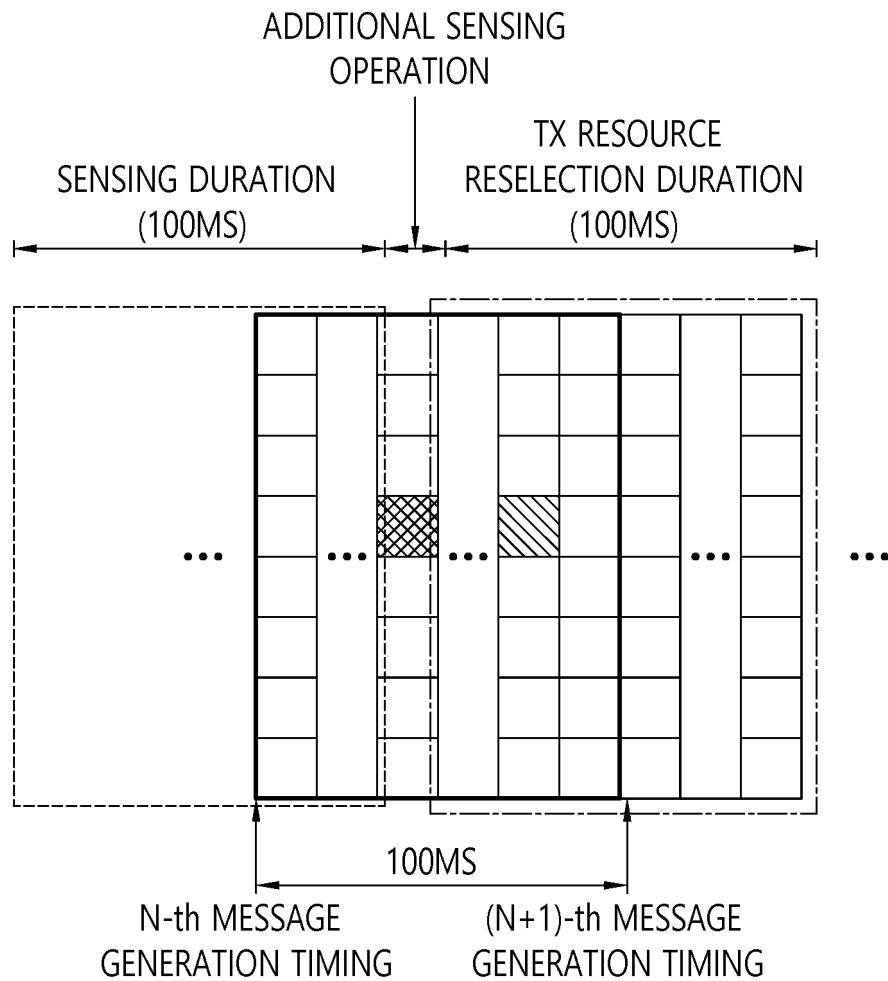 ADDITIONAL SENSING
OPERATION
SENSING DURATION
(100MS)
TX RESOURCE
RESELECTION DURATION
(100MS)
100MS
N-th MESSAGE
GENERATION TIMING
(N+1)-th MESSAGE
GENERATION TIMING